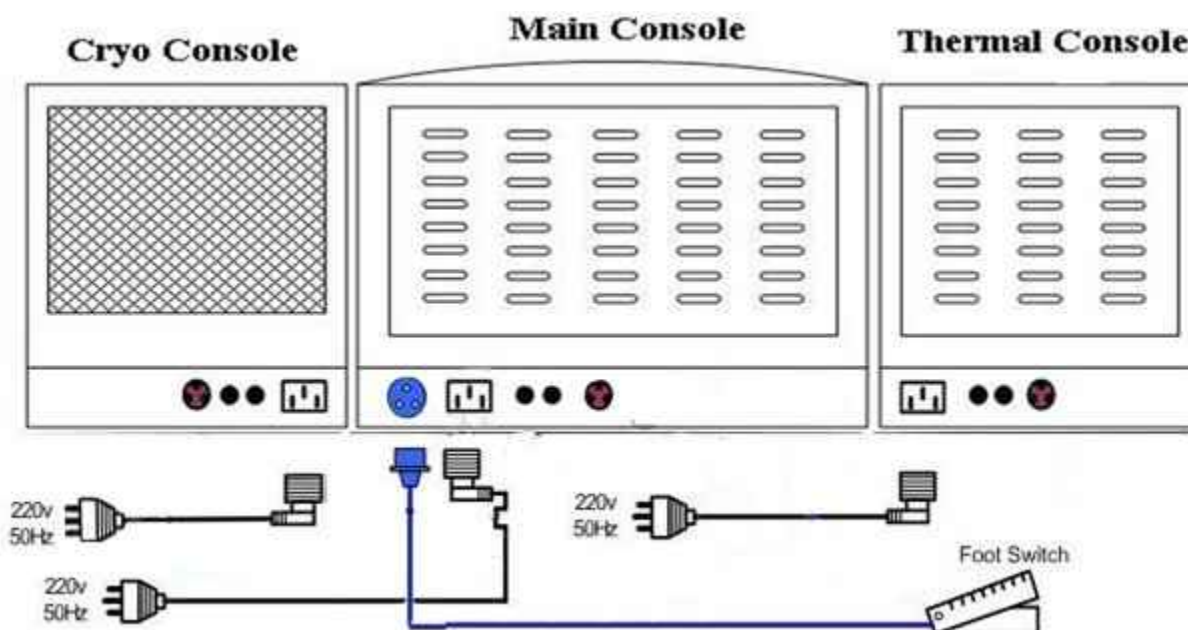 Cryo Console
Main Console
Thermal Console
220v
50Hz
220v
50Hz
220v
50Hz
Foot Switch